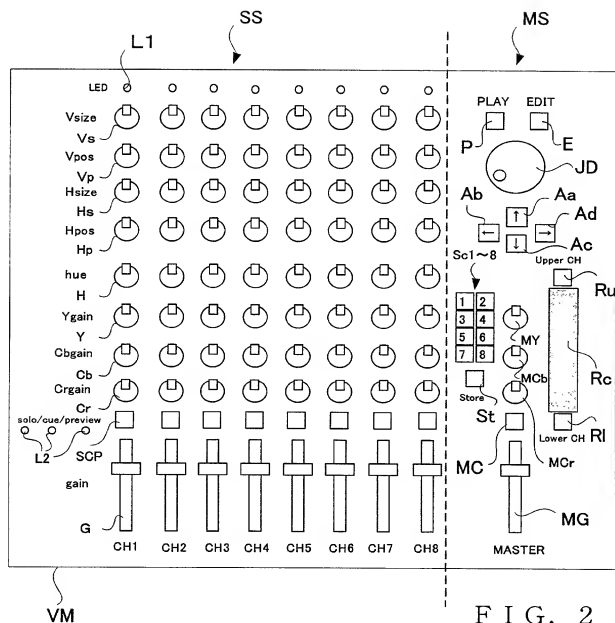 SS MS
L1
LED
Vsize PLAY EDIT
Vs P E
Vpos JD
Vp
Hsize Ab Aa Ad
Hs ← ↑ →
Hpos ↓ Ac
Hp Sc1～8 Upper CH
hue Ru
H 1 2
Ygain 3 4
Y 5 6 MY
Cbgain 7 8 Rc
Cb MCb
Crgain Store
Cr St
solo/cue/preview Lower CH Rl
L2 SCP MC MCr
gain
G MG
CH1 CH2 CH3 CH4 CH5 CH6 CH7 CH8 MASTER
VM
FIG. 2